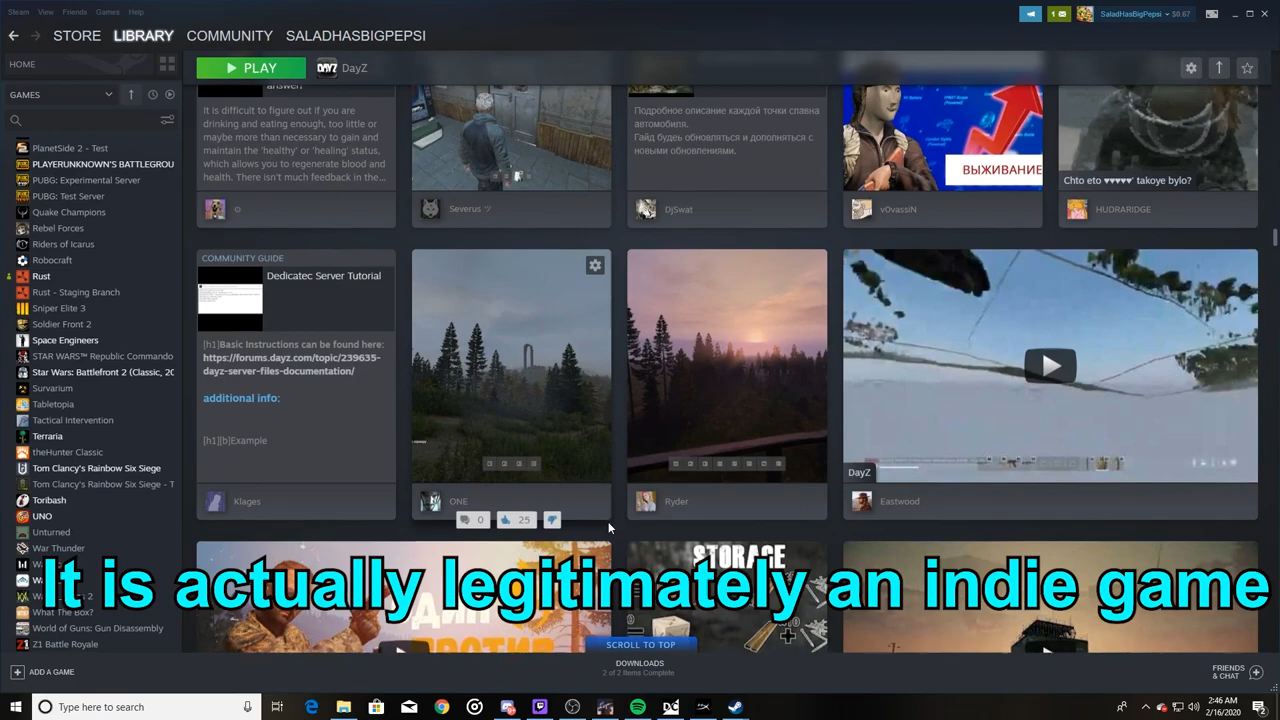 Steam View Friends Games Help
1
SaladHasBigPepsi $0.67
STORE LIBRARY COMMUNITY SALADHASBIGPEPSI
HOME
PLAY DAYZ DayZ
GAMES
PlanetSide 2 - Test
PLAYERUNKNOWN'S BATTLEGROU
PUBG: Experimental Server
PUBG: Test Server
Quake Champions
Rebel Forces
Riders of Icarus
Robocraft
Rust
Rust - Staging Branch
Sniper Elite 3
Soldier Front 2
Space Engineers
STAR WARS™ Republic Commando
Star Wars: Battlefront 2 (Classic, 20
Survarium
Tabletopia
Tactical Intervention
Terraria
theHunter Classic
Tom Clancy's Rainbow Six Siege
Tom Clancy's Rainbow Six Siege - T
Toribash
UNO
Unturned
War Thunder
What The Box?
World of Guns: Gun Disassembly
Z1 Battle Royale
answer!
It is difficult to figure out if you are
drinking and eating enough, too little or
maybe more than necessary to gain and
maintain the 'healthy' or 'healing' status,
which allows you to regenerate blood and
health. There isn't much feedback in the...
Severus ツ
Подробное описание каждой точки спавна
автомобиля.
Гайд будеь обновляться и дополнятся с
новыми обновлениями.
DjSwat
ВЫЖИВАНИЕ
v0vassiN
Chto eto ♥♥♥♥♥' takoye bylo?
HUDRARIDGE
COMMUNITY GUIDE
Dedicatec Server Tutorial
[h1]Basic Instructions can be found here:
https://forums.dayz.com/topic/239635-
dayz-server-files-documentation/
additional info:
[h1][b]Example
Klages
ONE
0 25
Ryder
DayZ
Eastwood
STORAGE
It is actually legitimately an indie game
SCROLL TO TOP
ADD A GAME
DOWNLOADS
2 of 2 Items Complete
FRIENDS
& CHAT
Type here to search
2:46 AM
2/16/2020